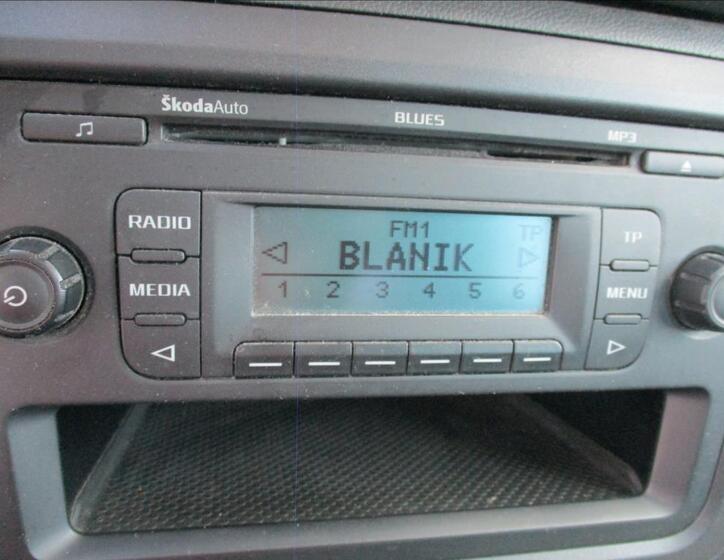 ŠkodaAuto
BLUES
MP3
RADIO
FM1
TP
TP
BLANIK
MEDIA
1 2 3 4 5 6
MENU